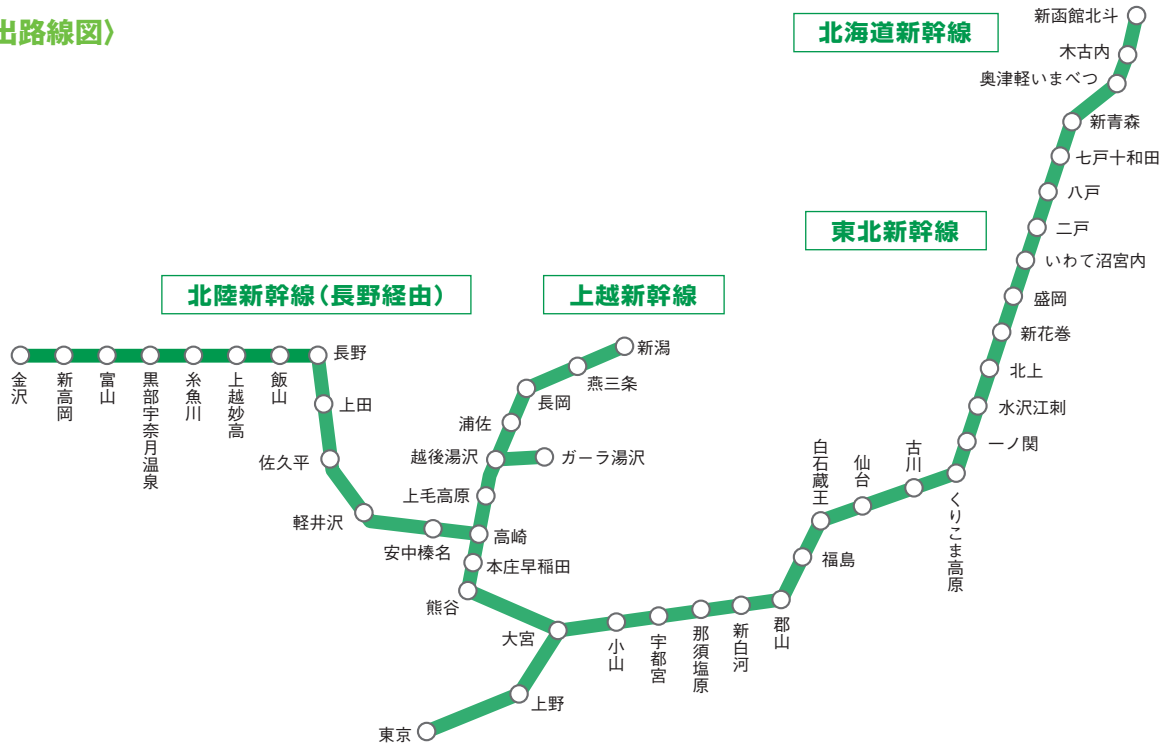 出路線図〉
北海道新幹線
新函館北斗
木古内
奥津軽いまべつ
新青森
七戸十和田
八戸
東北新幹線
二戸
いわて沼宮内
盛岡
新花巻
北上
水沢江刺
一ノ関
くりこま高原
古川
仙台
白石蔵王
福島
郡山
新白河
那須塩原
宇都宮
小山
大宮
上野
東京
上越新幹線
新潟
燕三条
長岡
浦佐
越後湯沢
ガーラ湯沢
上毛高原
高崎
本庄早稲田
熊谷
北陸新幹線(長野経由)
金沢
新高岡
富山
黒部宇奈月温泉
糸魚川
上越妙高
飯山
長野
上田
佐久平
軽井沢
安中榛名